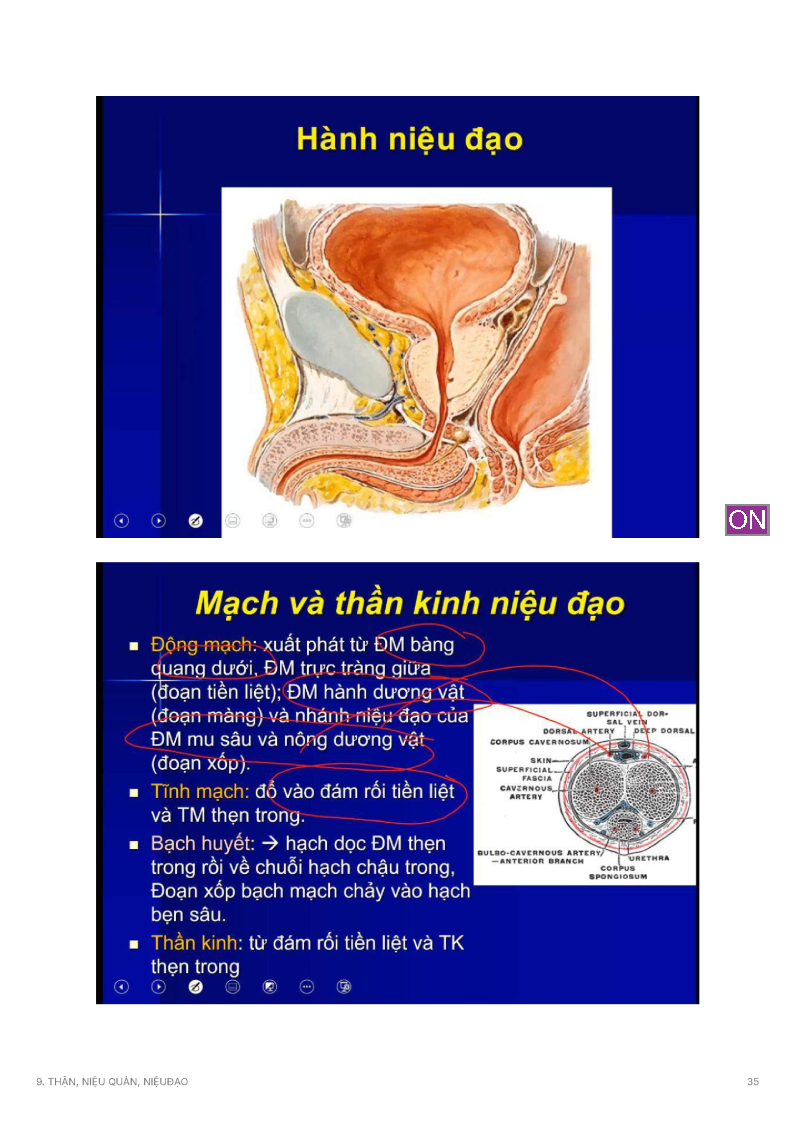 Hành niệu đạo
ON
Mạch và thần kinh niệu đạo
Động mạch: xuất phát từ ĐM bàng
quang dưới, ĐM trực tràng giữa
(đoạn tiền liệt); ĐM hành dương vật
(đoạn màng) và nhánh niệu đạo của
ĐM mu sâu và nông dương vật
(đoạn xốp).
Tĩnh mạch: đổ vào đám rối tiền liệt
và TM thẹn trong.
Bạch huyết: → hạch dọc ĐM thẹn
trong rồi về chuỗi hạch chậu trong,
Đoạn xốp bạch mạch chảy vào hạch
bẹn sâu.
Thần kinh: từ đám rối tiền liệt và TK
thẹn trong
SUPERFICIAL DOR-
SAL VEIN
DORSAL ARTERY
DEEP DORSAL
CORPUS CAVERNOSUM
SKIN
SUPERFICIAL
FASCIA
CAVERNOUS
ARTERY
BULBO-CAVERNOUS ARTERY
—ANTERIOR BRANCH
URETHRA
CORPUS
SPONGIOSUM
9. THẬN, NIỆU QUẢN, NIỆUĐẠO
35